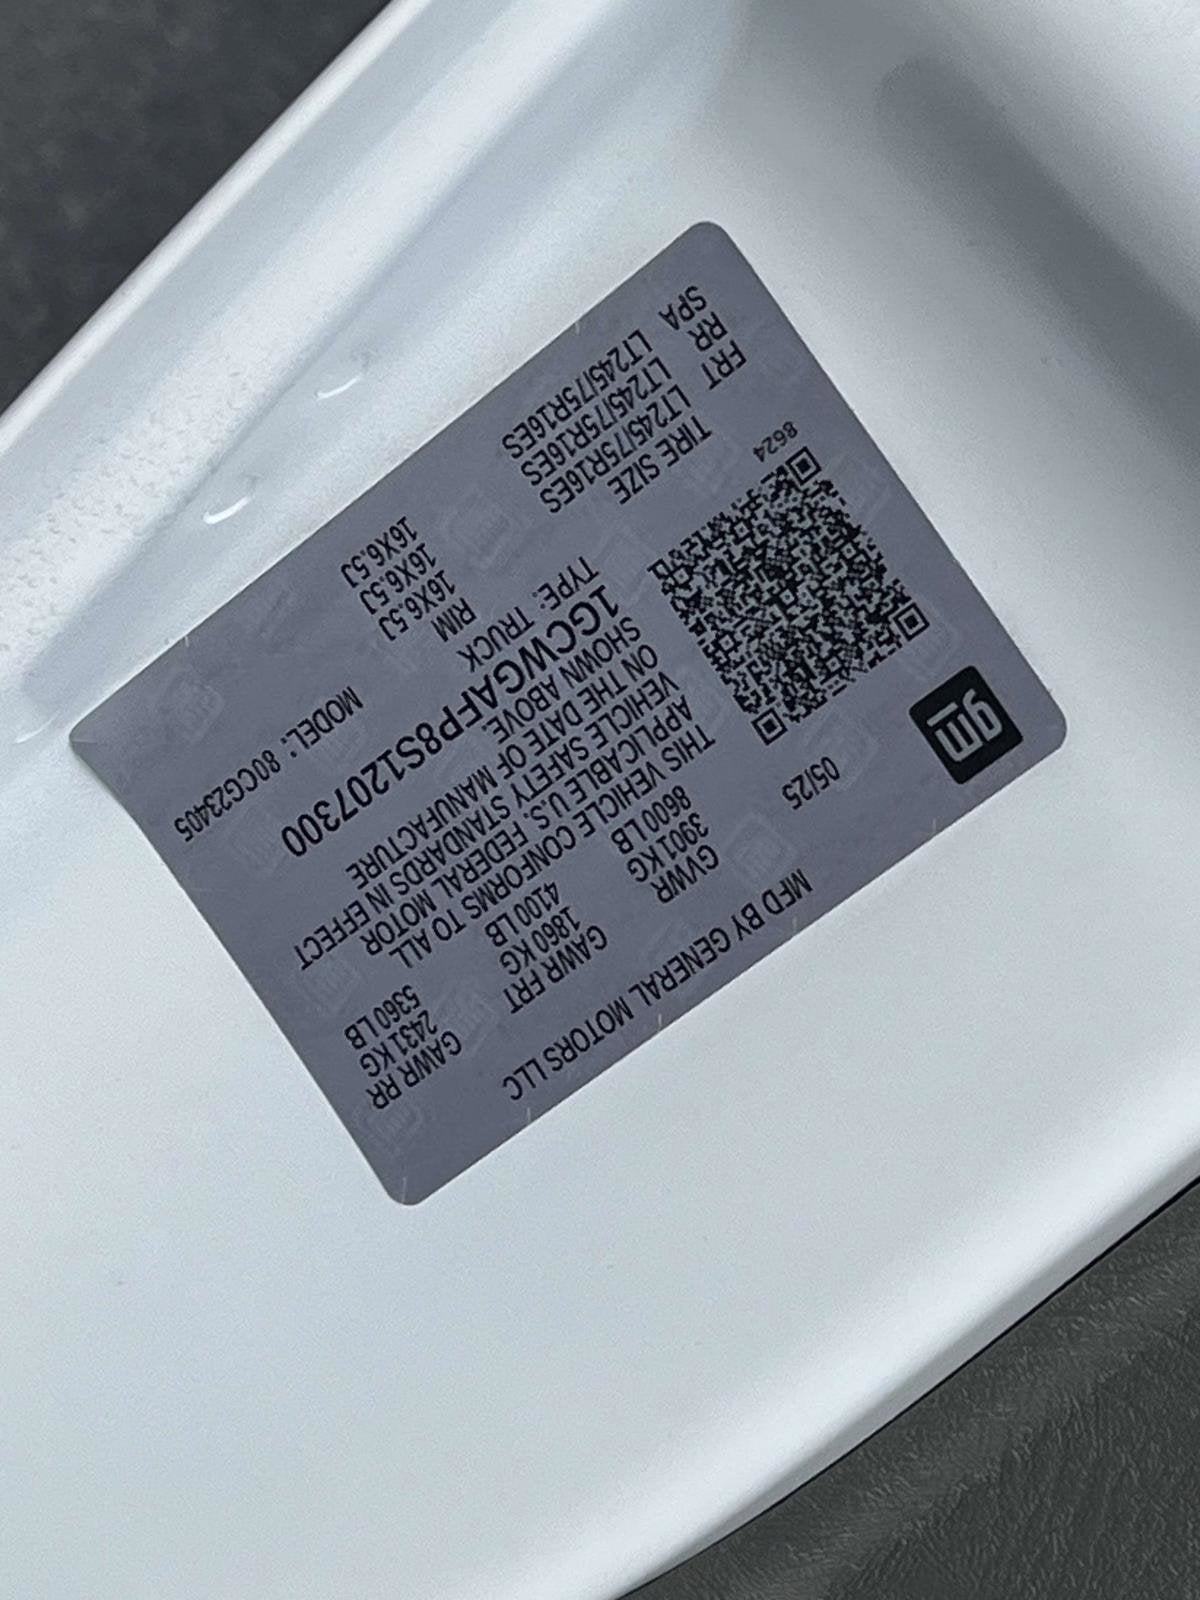 gm
MFD BY GENERAL MOTORS LLC
05/25
GVWR GAWR FRT GAWR RR
3901 KG 1860 KG 2431 KG
8600 LB 4100 LB 5360 LB
THIS VEHICLE CONFORMS TO ALL
APPLICABLE U.S. FEDERAL MOTOR
VEHICLE SAFETY STANDARDS IN EFFECT
ON THE DATE OF MANUFACTURE
SHOWN ABOVE.
1GCWGAFP8S1207300
TYPE: TRUCK MODEL: 80CG23405
8624
TIRE SIZE RIM
FRT LT245/75R16ES 16X6.5J
RR LT245/75R16ES 16X6.5J
SPA LT245/75R16ES 16X6.5J